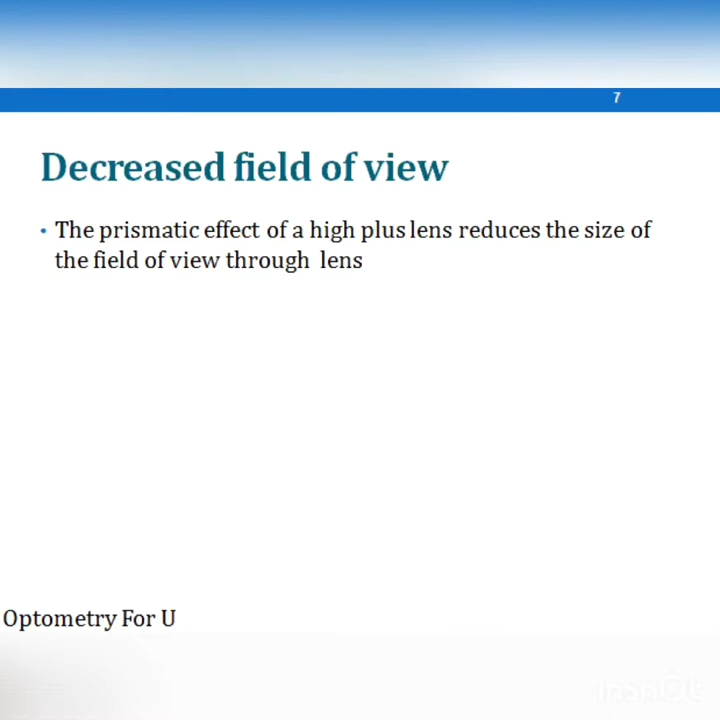 7
Decreased field of view
• The prismatic effect of a high plus lens reduces the size of
the field of view through lens
Optometry For U
InShOt